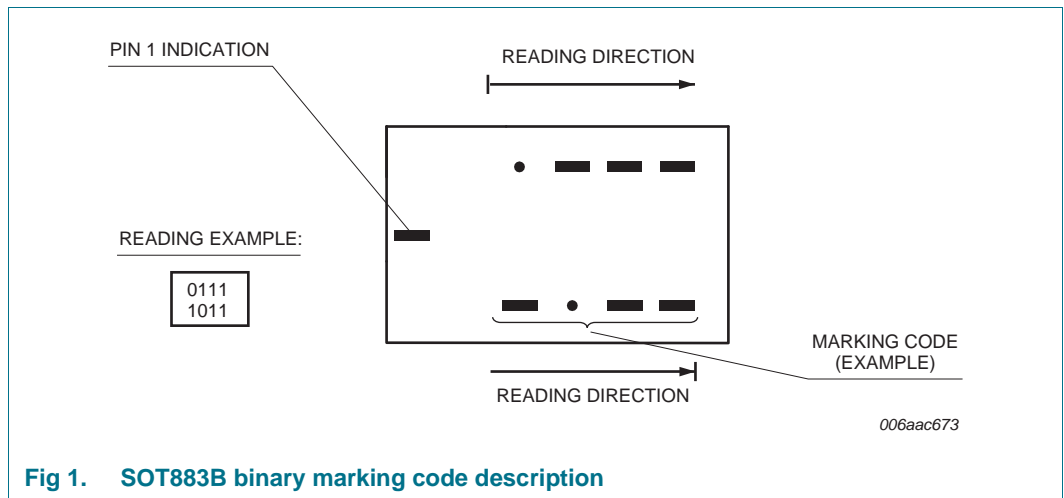 PIN 1 INDICATION
READING DIRECTION
READING EXAMPLE:
0111
1011
MARKING CODE
(EXAMPLE)
READING DIRECTION
006aac673
Fig 1. SOT883B binary marking code description